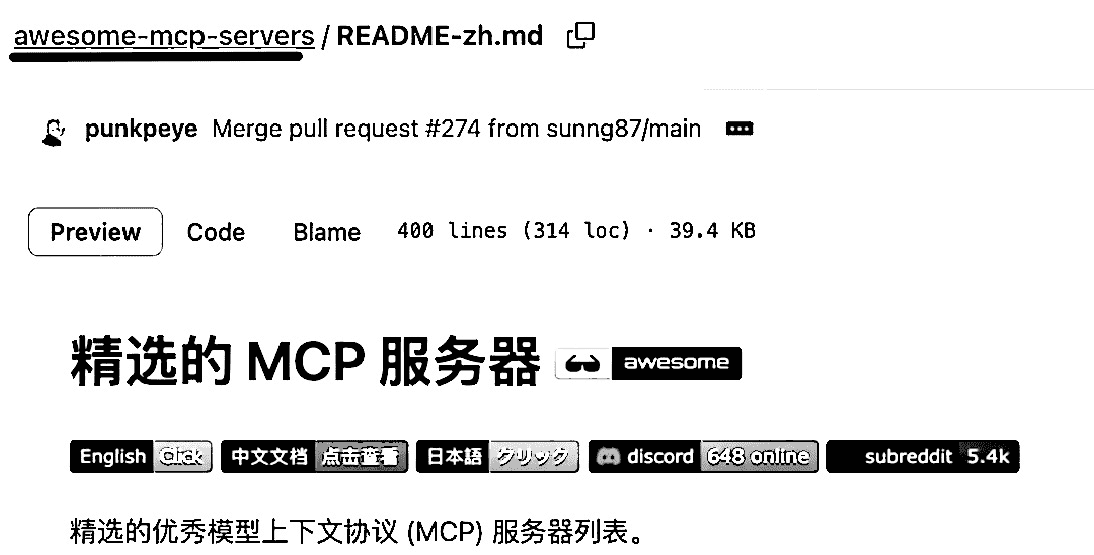 awesome-mcp-servers / README-zh.md
punkpeye Merge pull request #274 from sunng87/main
Preview Code Blame 400 lines (314 loc) · 39.4 KB
精选的 MCP 服务器 awesome
English Click 中文文档 点击查看 日本語 クリック discord 648 online subreddit 5.4k
精选的优秀模型上下文协议 (MCP) 服务器列表。